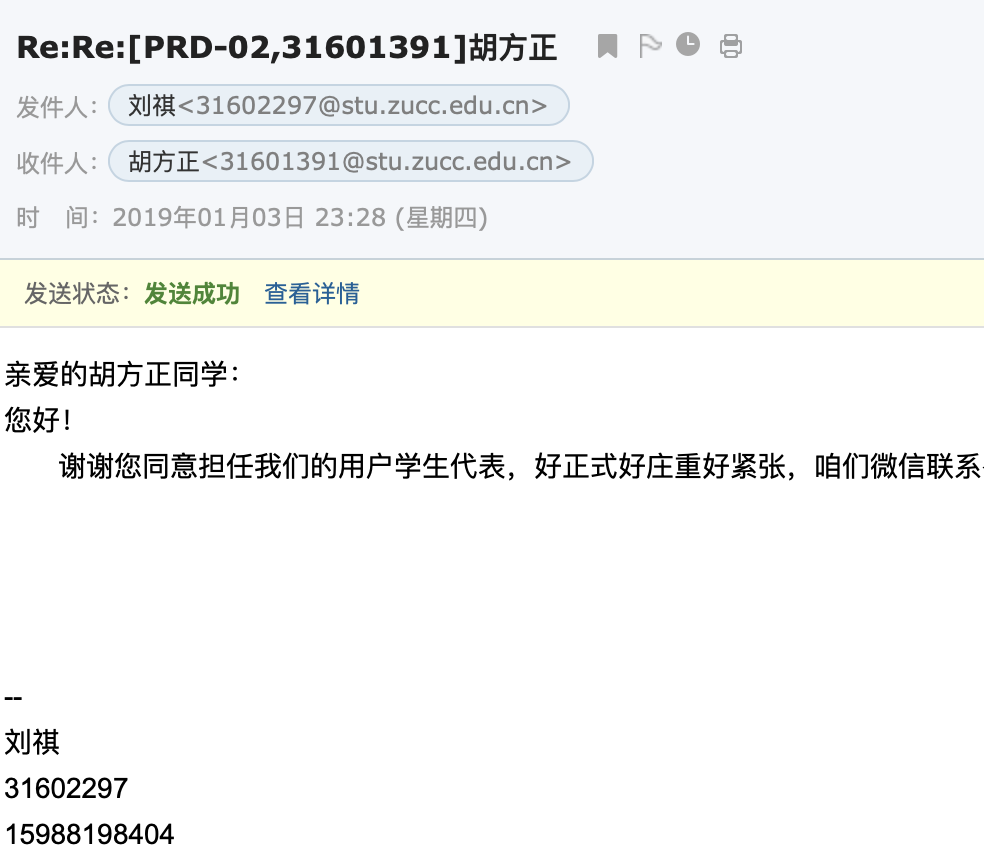 Re:Re:[PRD-02,31601391]胡方正
发件人：刘祺<31602297@stu.zucc.edu.cn>
收件人：胡方正<31601391@stu.zucc.edu.cn>
时 间：2019年01月03日 23:28 (星期四)
发送状态：发送成功 查看详情
亲爱的胡方正同学：
您好！
谢谢您同意担任我们的用户学生代表，好正式好庄重好紧张，咱们微信联系
--
刘祺
31602297
15988198404